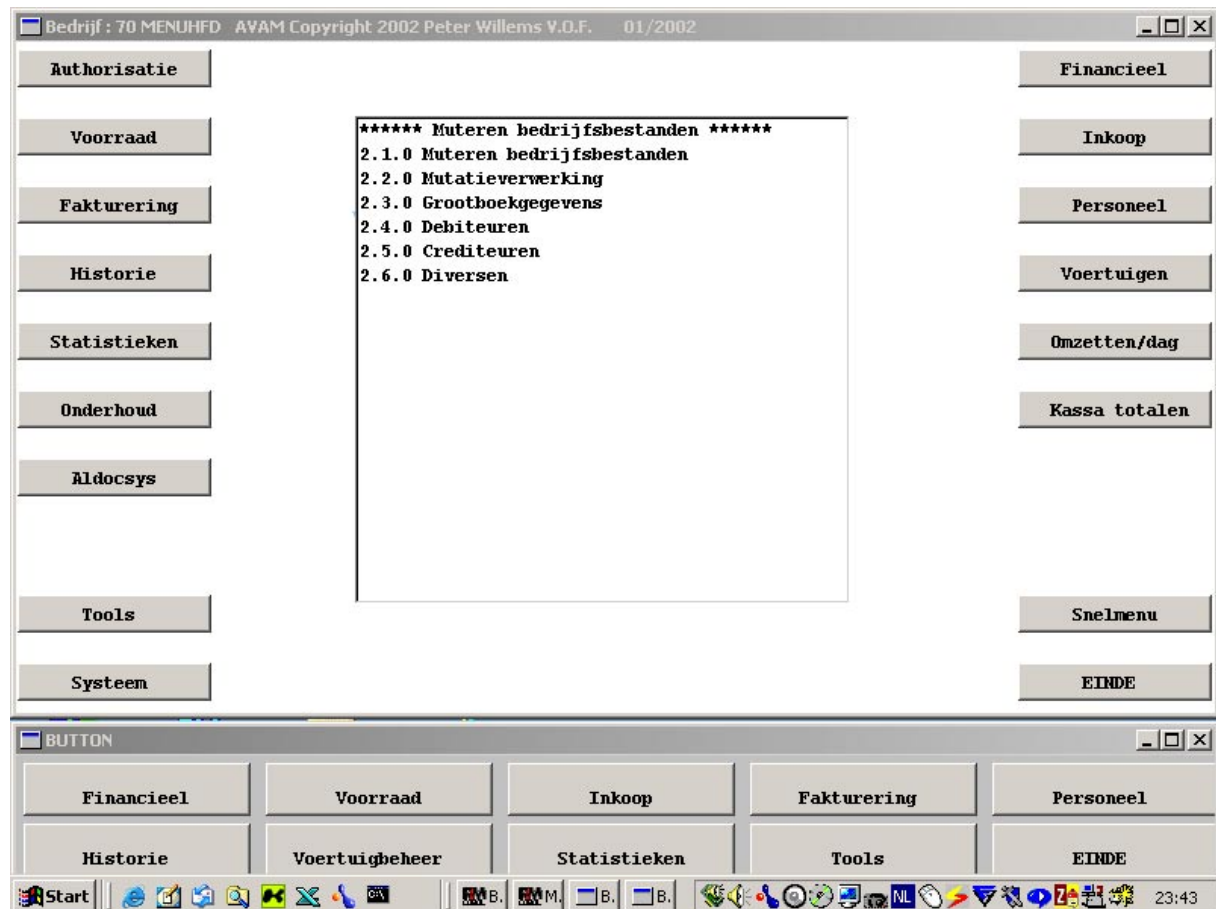 Bedrijf : 70 MENUHFD AVAM Copyright 2002 Peter Willems V.O.F. 01/2002
Authorisatie
Financieel
Voorraad
Inkoop
Fakturering
Personeel
Historie
Voertuigen
Statistieken
Omzetten/dag
Onderhoud
Kassa totalen
Aldocsys
****** Muteren bedrijfsbestanden ******
2.1.0 Muteren bedrijfsbestanden
2.2.0 Mutatieverwerking
2.3.0 Grootboekgegevens
2.4.0 Debiteuren
2.5.0 Crediteuren
2.6.0 Diversen
Tools
Snelmenu
Systeem
EINDE
BUTTON
Financieel Voorraad Inkoop Fakturering Personeel
Historie Voertuigbeheer Statistieken Tools EINDE
Start B. M. B. B. NL 23:43